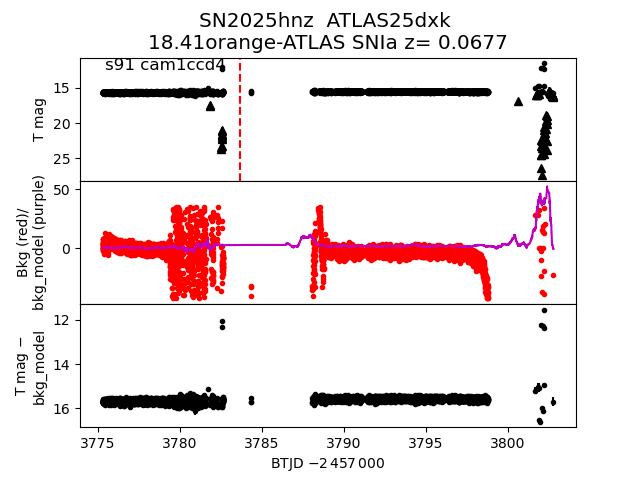 SN2025hnz  ATLAS25dxk
18.41orange-ATLAS SNIa z= 0.0677
s91 cam1ccd4
15
20
25
T mag
50
0
Bkg (red)/
bkg_model (purple)
12
14
16
T mag −
bkg_model
3775 3780 3785 3790 3795 3800
BTJD −2 457 000